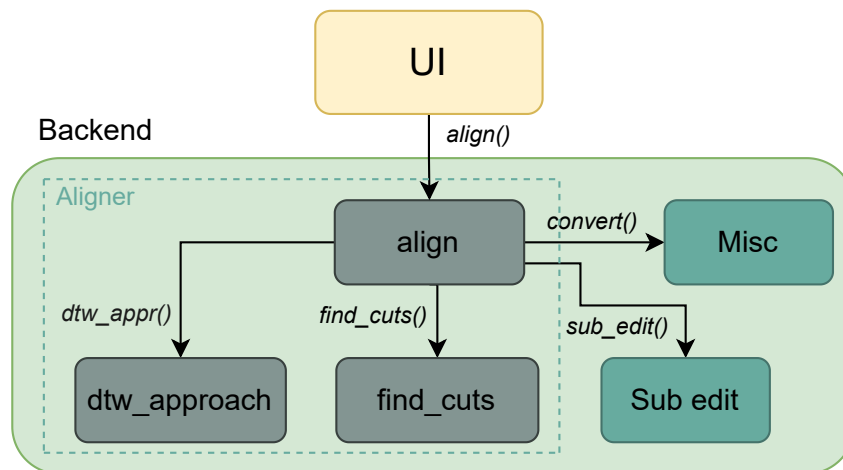 UI
Backend
align()
Aligner
align
convert()
Misc
dtw_appr()
find_cuts()
sub_edit()
dtw_approach
find_cuts
Sub edit